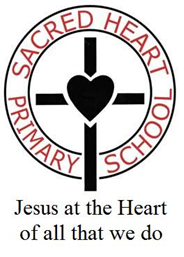 SACRED HEART
PRIMARY SCHOOL
Jesus at the Heart
of all that we do